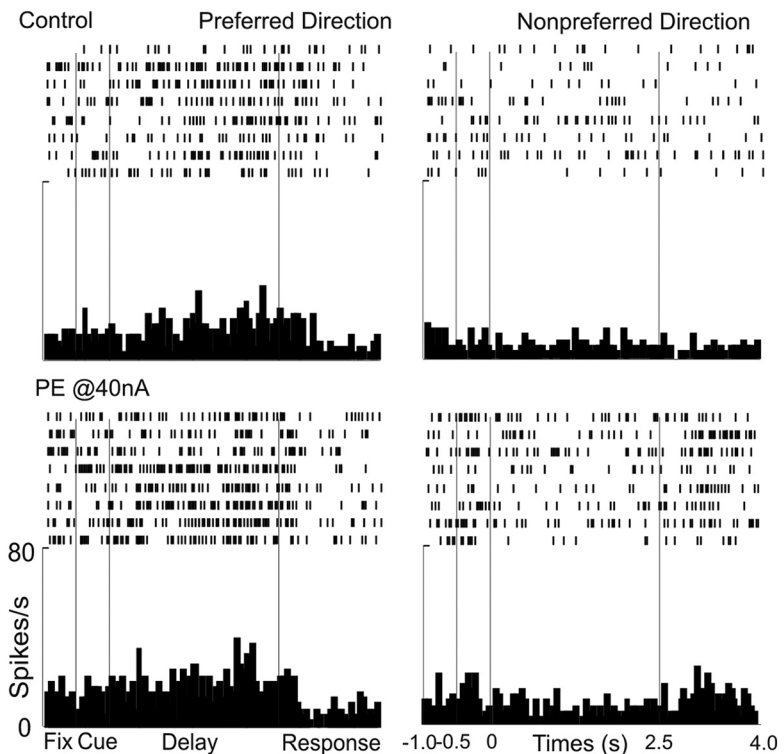 Control Preferred Direction Nonpreferred Direction
PE @40nA
80
Spikes/s
0
Fix Cue Delay Response -1.0 -0.5 0 Times (s) 2.5 4.0